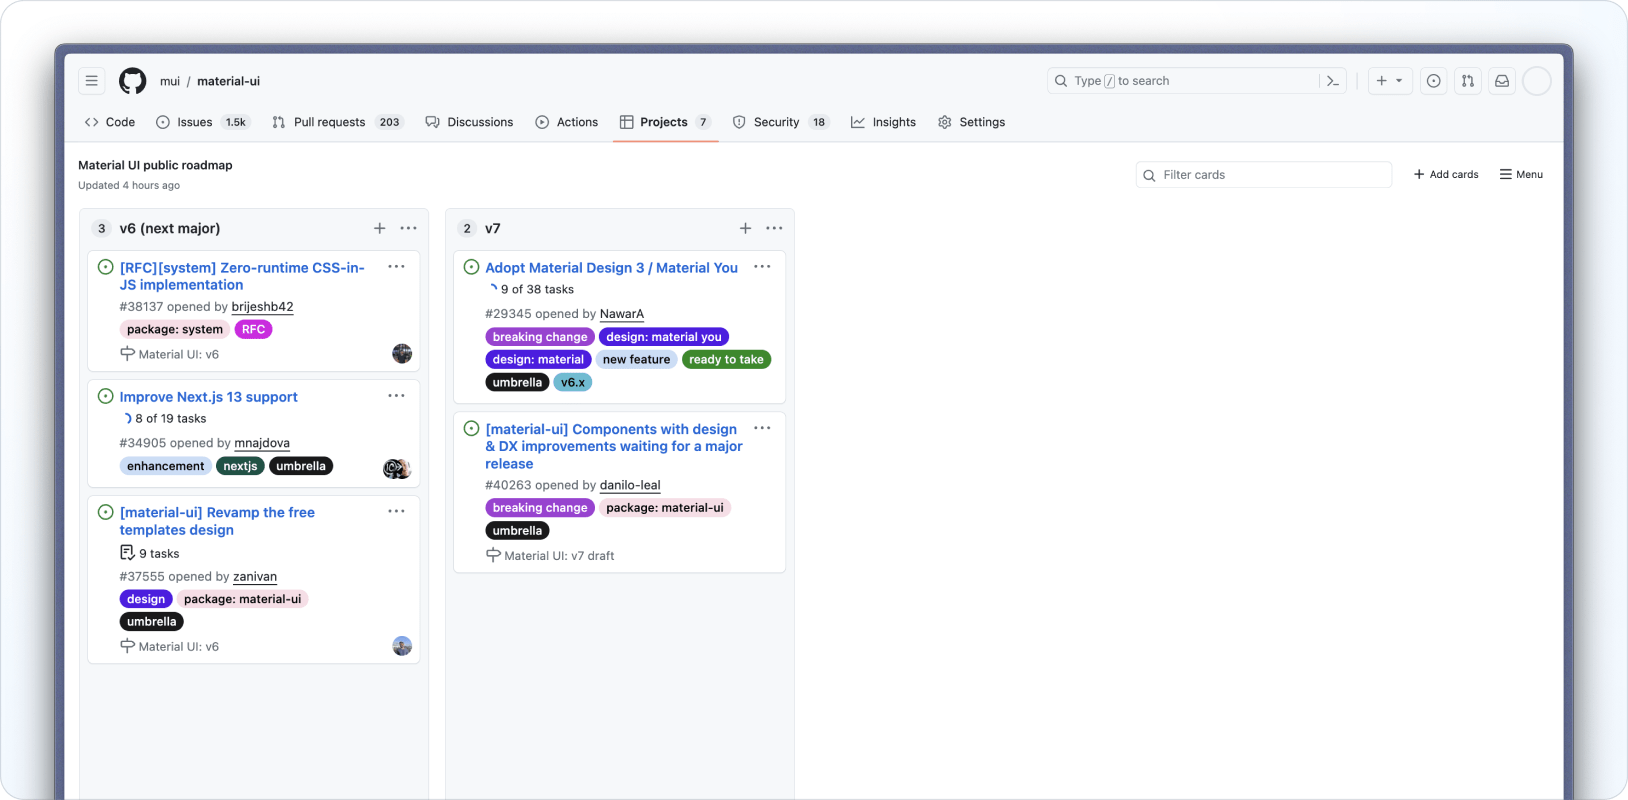 mui / material-ui
Type / to search
Code
Issues 1.5k
Pull requests 203
Discussions
Actions
Projects 7
Security 18
Insights
Settings
Material UI public roadmap
Updated 4 hours ago
Filter cards
Add cards
Menu
3 v6 (next major)
[RFC][system] Zero-runtime CSS-in-
JS implementation
#38137 opened by brijeshb42
package: system RFC
Material UI: v6
Improve Next.js 13 support
8 of 19 tasks
#34905 opened by mnajdova
enhancement nextjs umbrella
[material-ui] Revamp the free
templates design
9 tasks
#37555 opened by zanivan
design package: material-ui
umbrella
Material UI: v6
2 v7
Adopt Material Design 3 / Material You
9 of 38 tasks
#29345 opened by NawarA
breaking change design: material you
design: material new feature ready to take
umbrella v6.x
[material-ui] Components with design
& DX improvements waiting for a major
release
#40263 opened by danilo-leal
breaking change package: material-ui
umbrella
Material UI: v7 draft